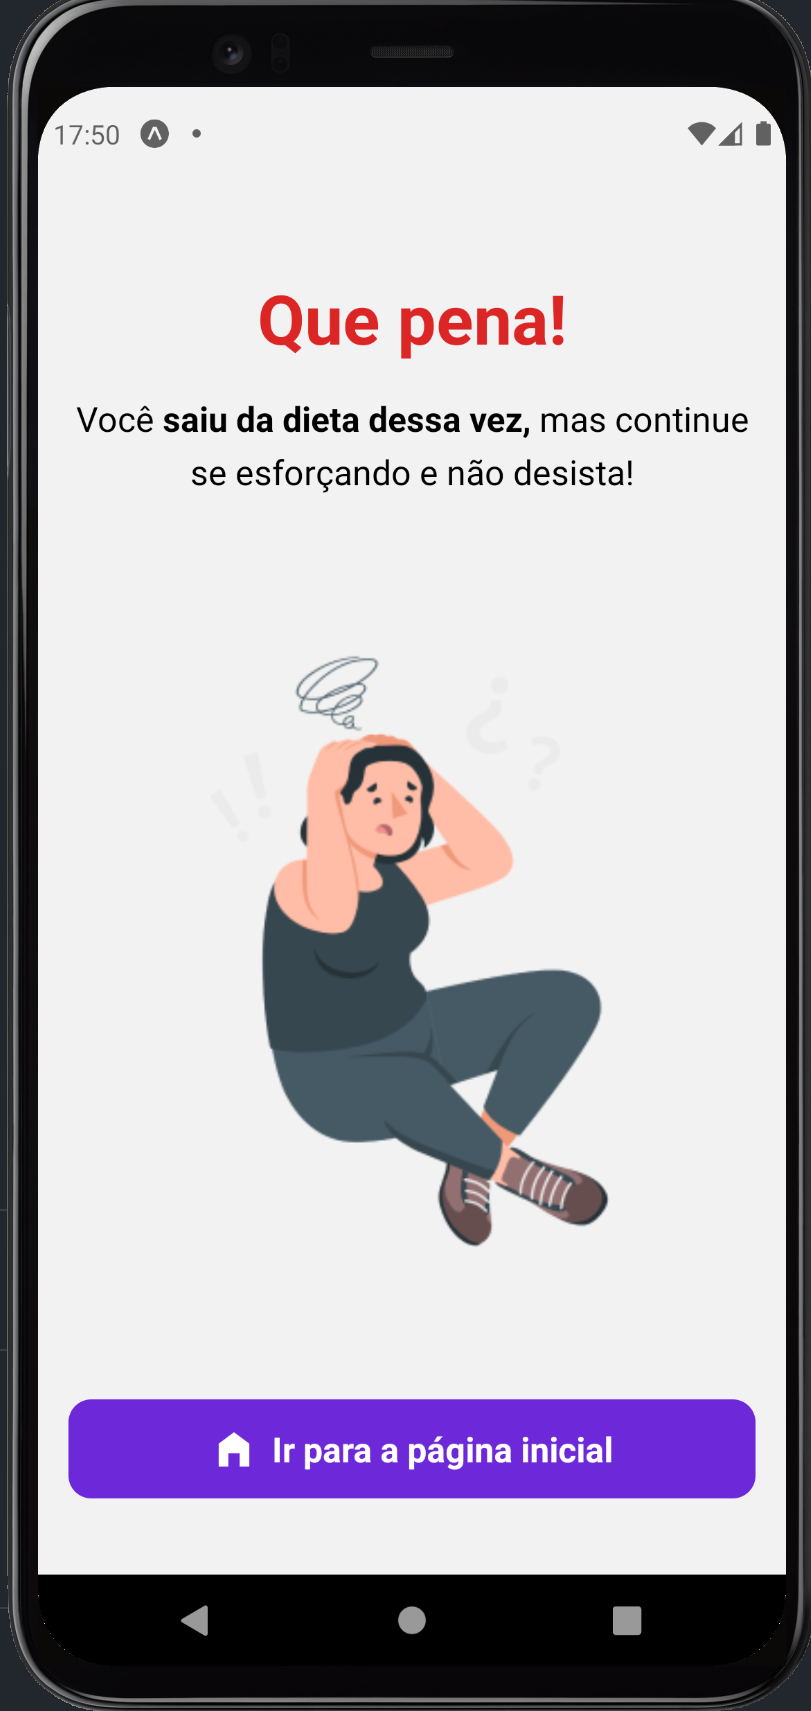 17:50
Que pena!
Você saiu da dieta dessa vez, mas continue
se esforçando e não desista!
!! ¿?
Ir para a página inicial